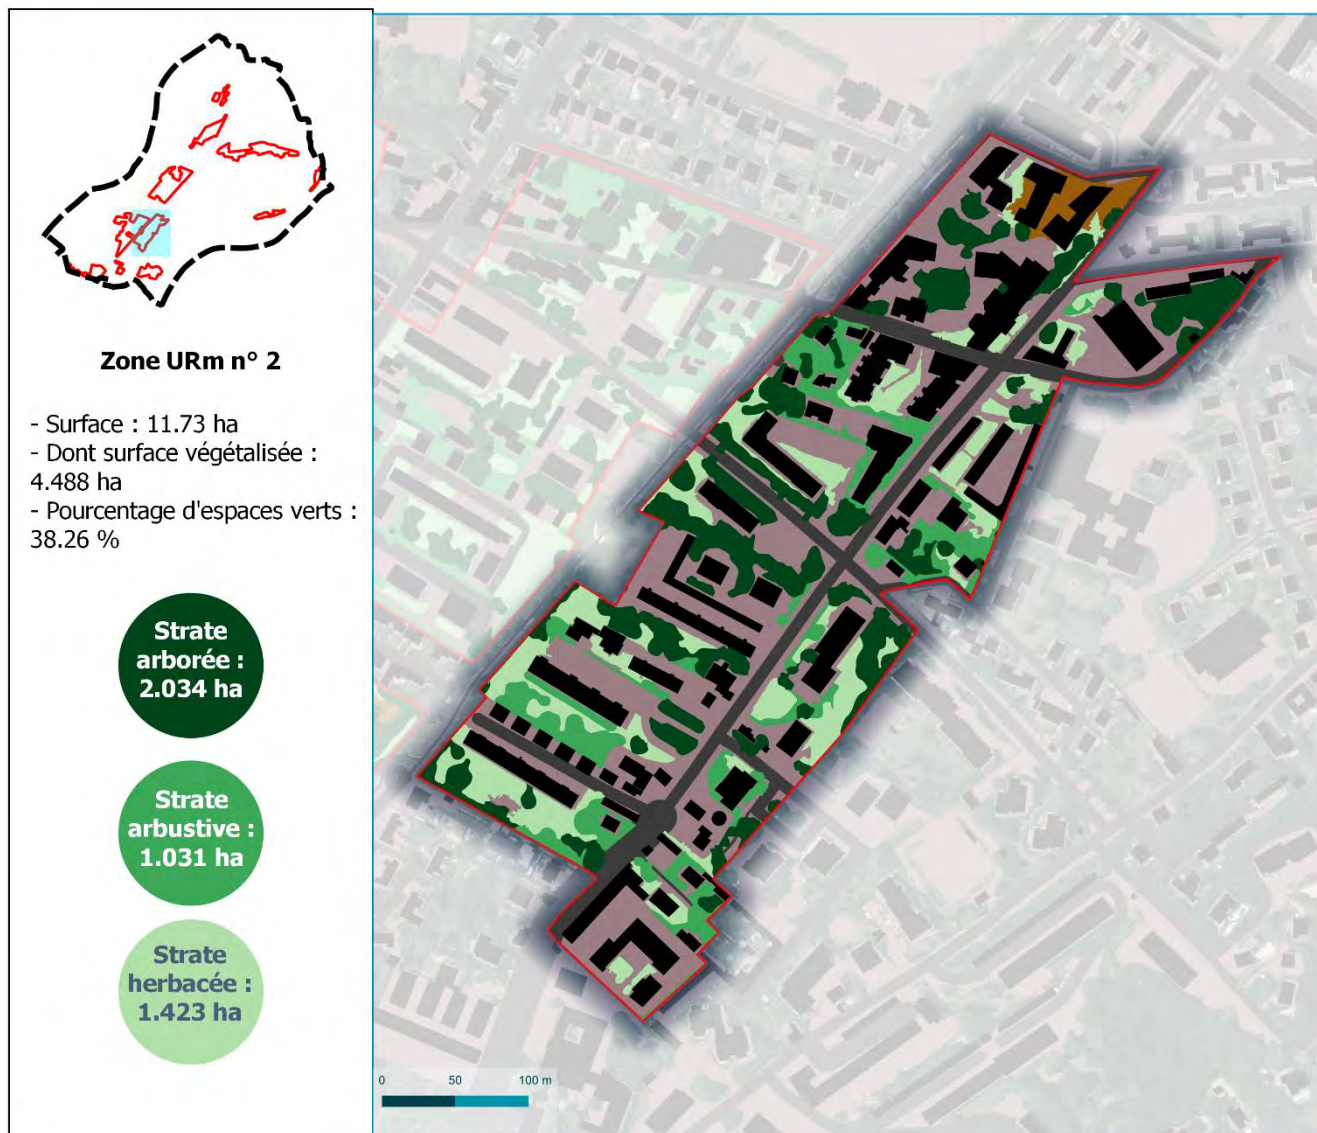 Zone URm n° 2
- Surface : 11.73 ha
- Dont surface végétalisée :
4.488 ha
- Pourcentage d'espaces verts :
38.26 %
Strate
arborée :
2.034 ha
Strate
arbustive :
1.031 ha
Strate
herbacée :
1.423 ha
0 50 100 m